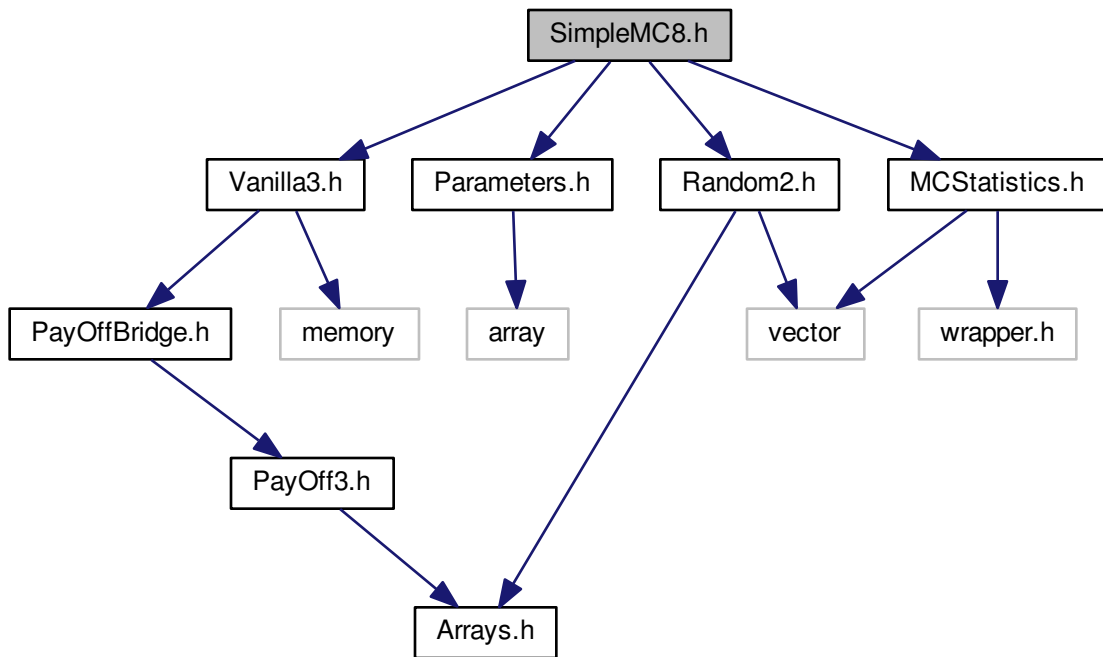 SimpleMC8.h
Vanilla3.h
Parameters.h
Random2.h
MCStatistics.h
PayOffBridge.h
memory
array
vector
wrapper.h
PayOff3.h
Arrays.h